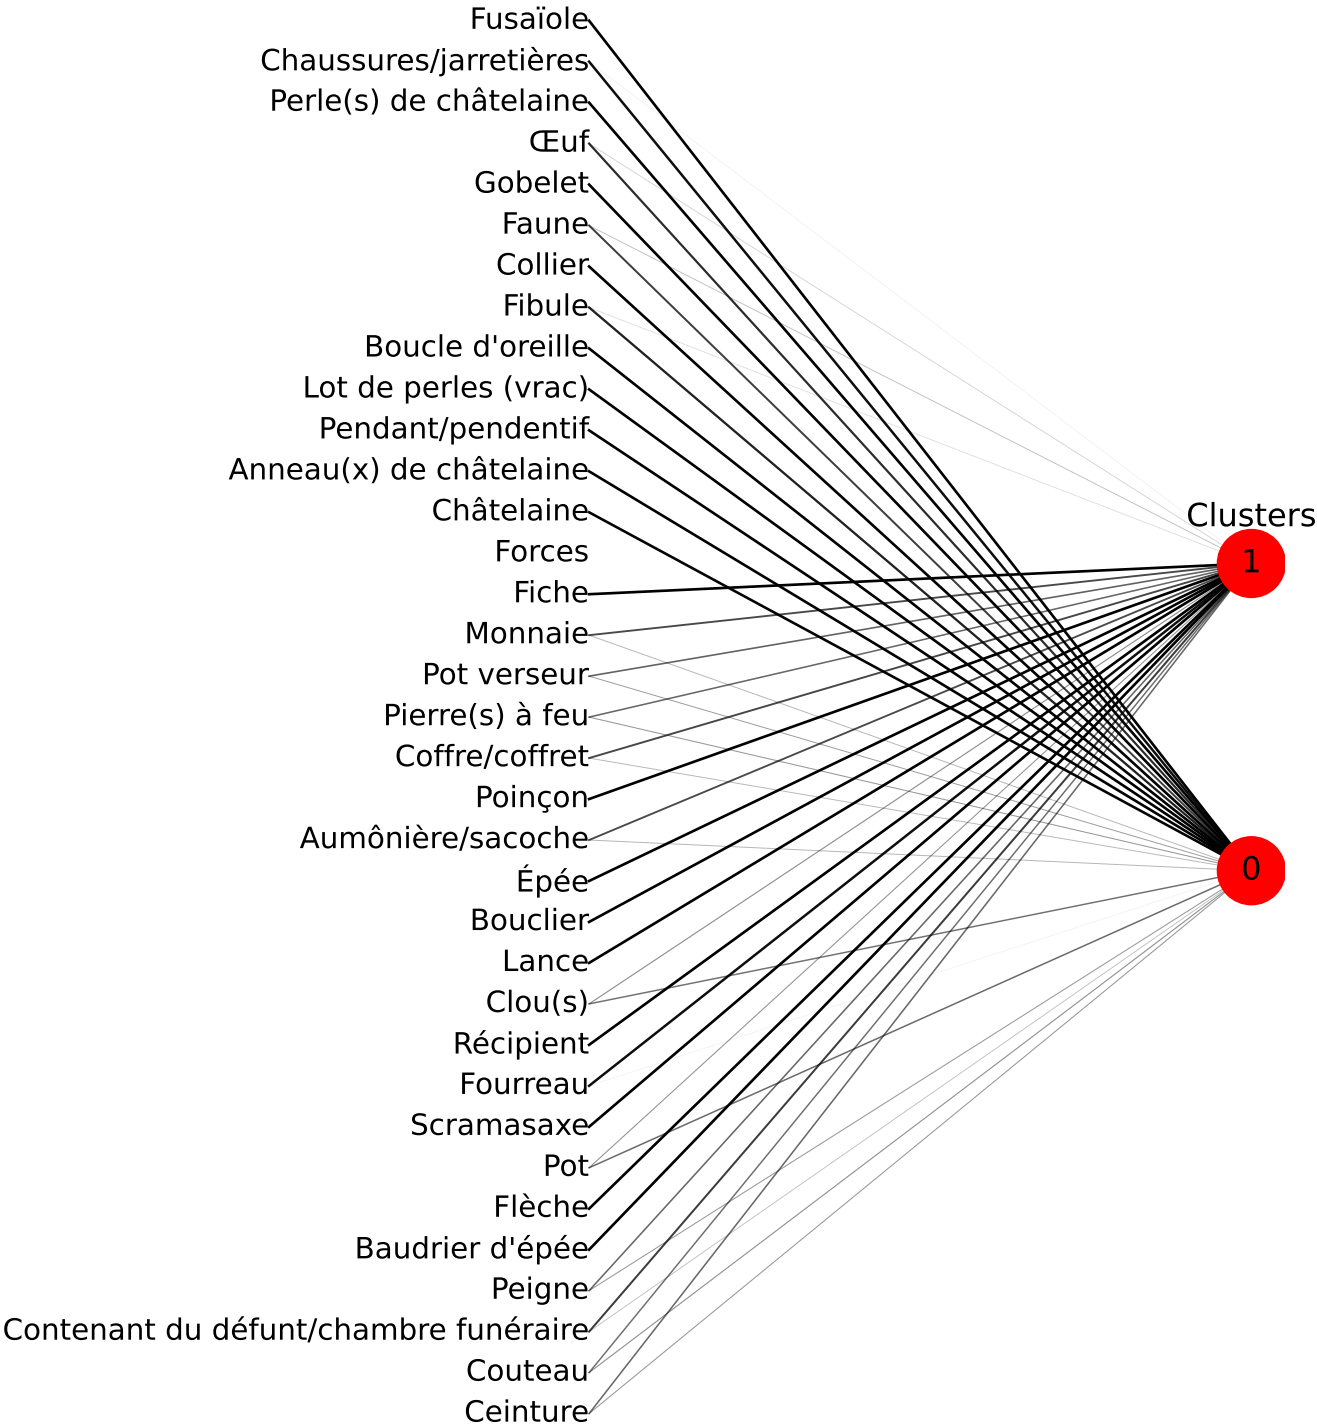 Fusaïole
Chaussures/jarretières
Perle(s) de châtelaine
Œuf
Gobelet
Faune
Collier
Fibule
Boucle d'oreille
Lot de perles (vrac)
Pendant/pendentif
Anneau(x) de châtelaine
Châtelaine
Forces
Fiche
Monnaie
Pot verseur
Pierre(s) à feu
Coffre/coffret
Poinçon
Aumônière/sacoche
Épée
Bouclier
Lance
Clou(s)
Récipient
Fourreau
Scramasaxe
Pot
Flèche
Baudrier d'épée
Peigne
Contenant du défunt/chambre funéraire
Couteau
Ceinture
Clusters
1
0